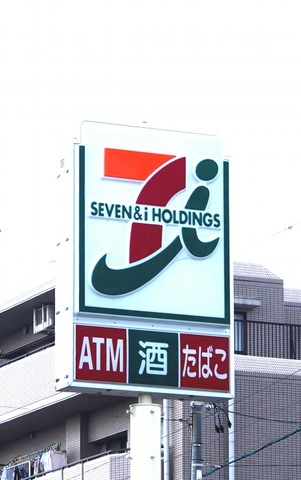 SEVEN & i HOLDINGS
ATM 酒 たばこ